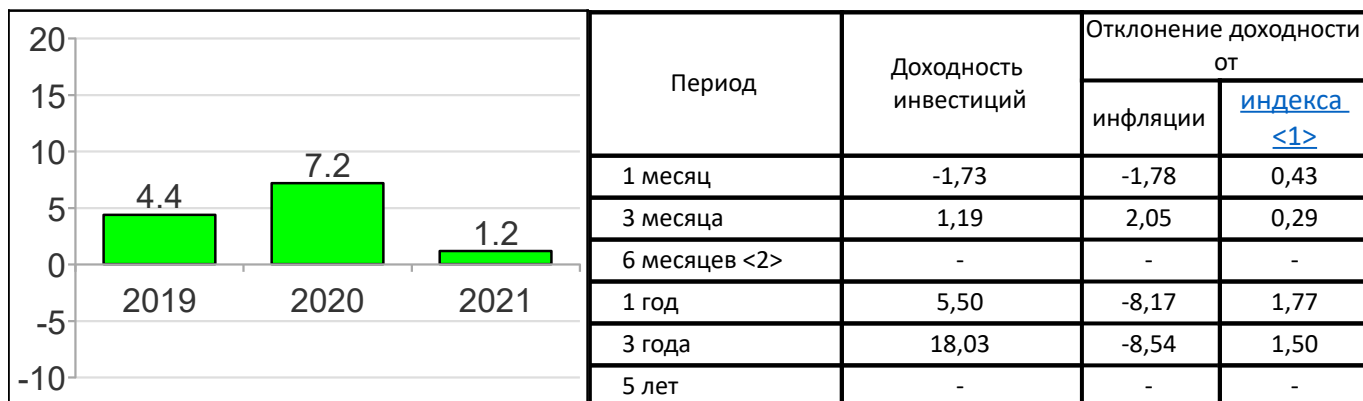 20
15
10
5
0
-5
-10
4.4
7.2
1.2
2019
2020
2021
Период
Доходность
инвестиций
Отклонение доходности
от
инфляции
индекса
<1>
1 месяц -1,73 -1,78 0,43
3 месяца 1,19 2,05 0,29
6 месяцев <2> - - -
1 год 5,50 -8,17 1,77
3 года 18,03 -8,54 1,50
5 лет - - -